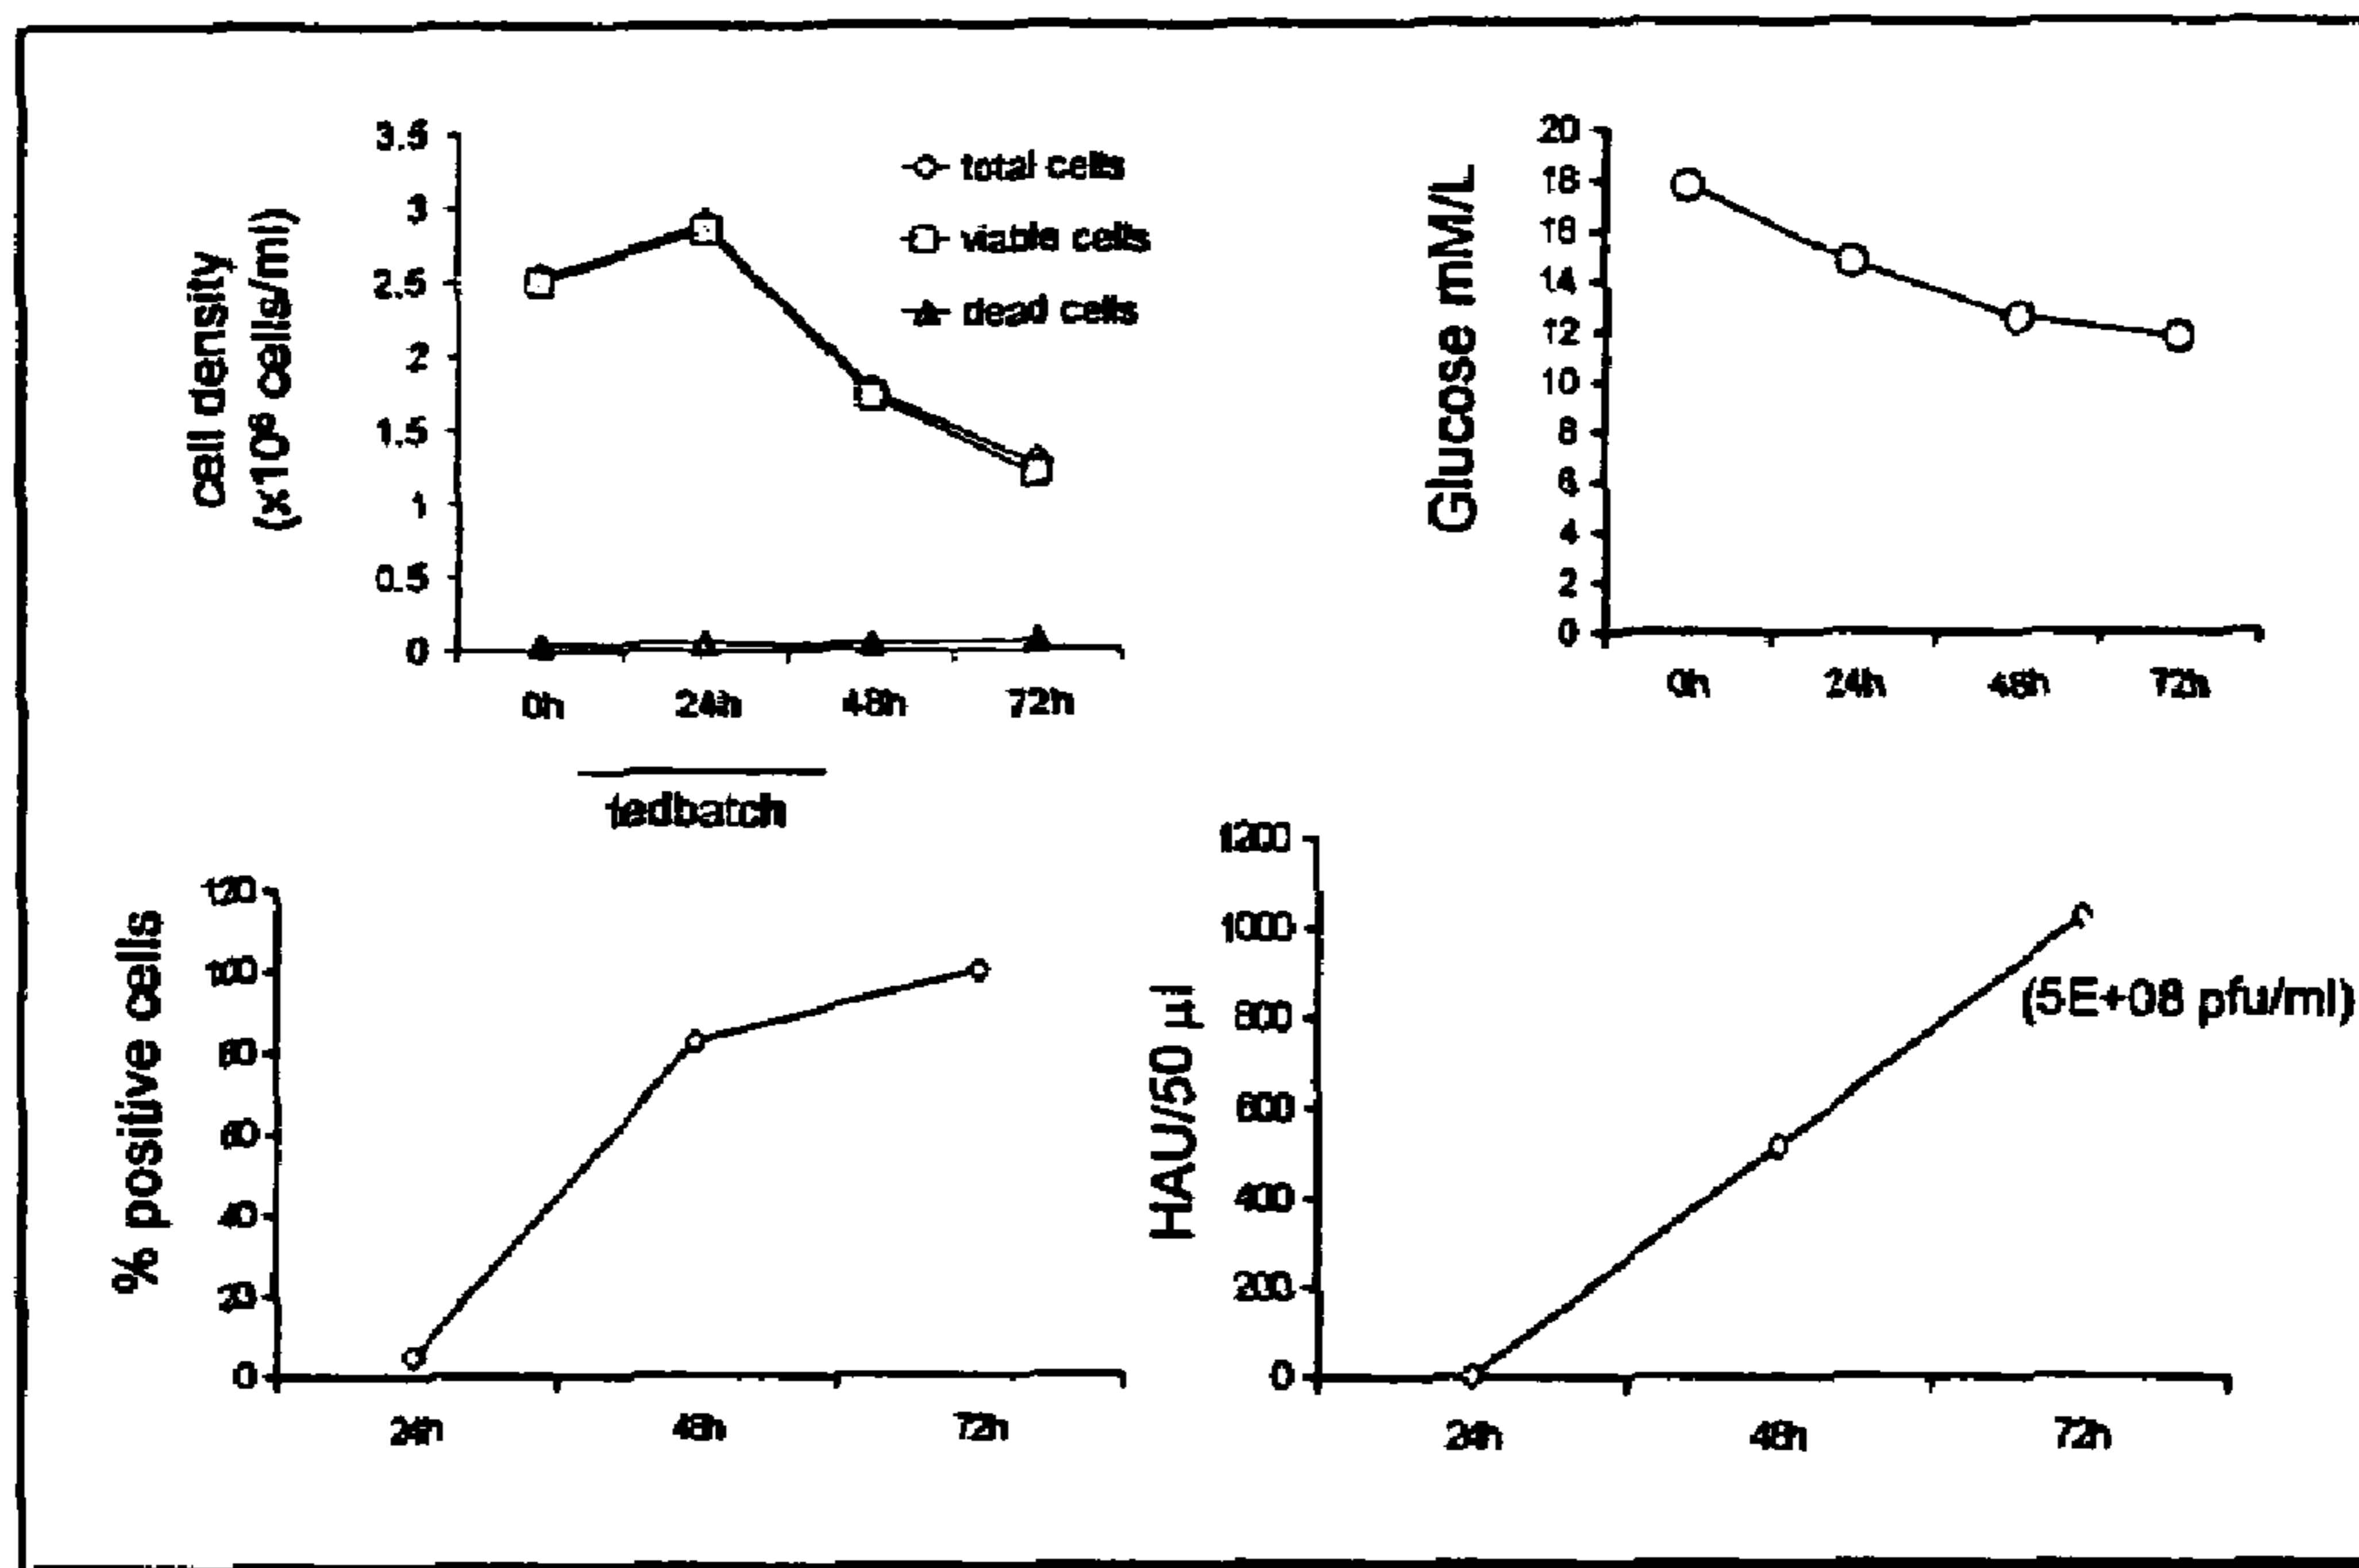 cell density
(x10⁶ cells/ml)
3.5
3
2.5
2
1.5
1
0.5
0
total cells
viable cells
dead cells
0h 24h 48h 72h
fedbatch
Glucose mM/L
20
18
16
14
12
10
8
6
4
2
0
0h 24h 48h 72h
% positive cells
120
100
80
60
40
20
0
24h 48h 72h
HAU/50 µl
1200
1000
800
600
400
200
0
(5E+08 pfu/ml)
24h 48h 72h